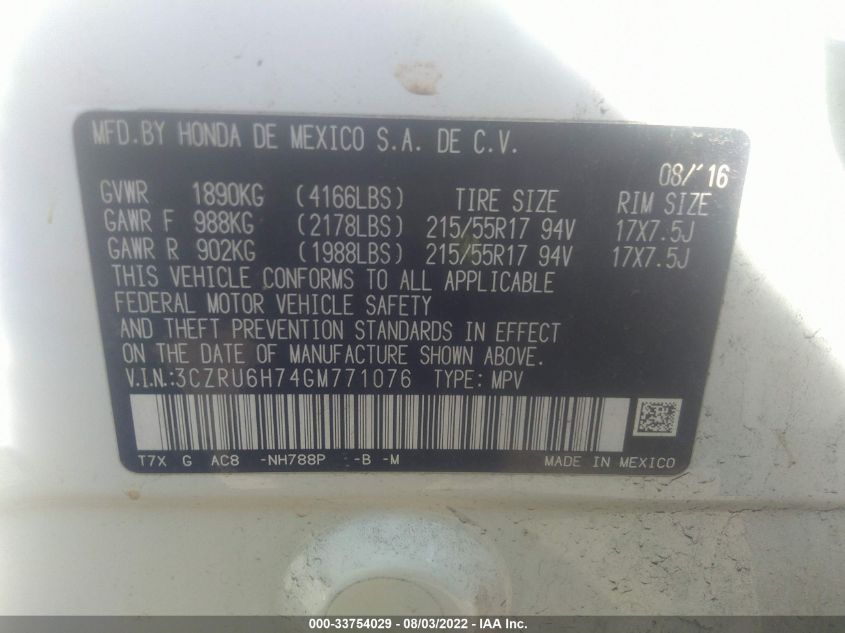 MFD.BY HONDA DE MEXICO S.A. DE C.V.
08/'16
GVWR 1890KG (4166LBS) TIRE SIZE RIM SIZE
GAWR F 988KG (2178LBS) 215/55R17 94V 17X7.5J
GAWR R 902KG (1988LBS) 215/55R17 94V 17X7.5J
THIS VEHICLE CONFORMS TO ALL APPLICABLE
FEDERAL MOTOR VEHICLE SAFETY
AND THEFT PREVENTION STANDARDS IN EFFECT
ON THE DATE OF MANUFACTURE SHOWN ABOVE.
V.I.N.:3CZRU6H74GM771076 TYPE: MPV
T7X G AC8 -NH788P -B -M MADE IN MEXICO
000-33754029 - 08/03/2022 - IAAI.COM